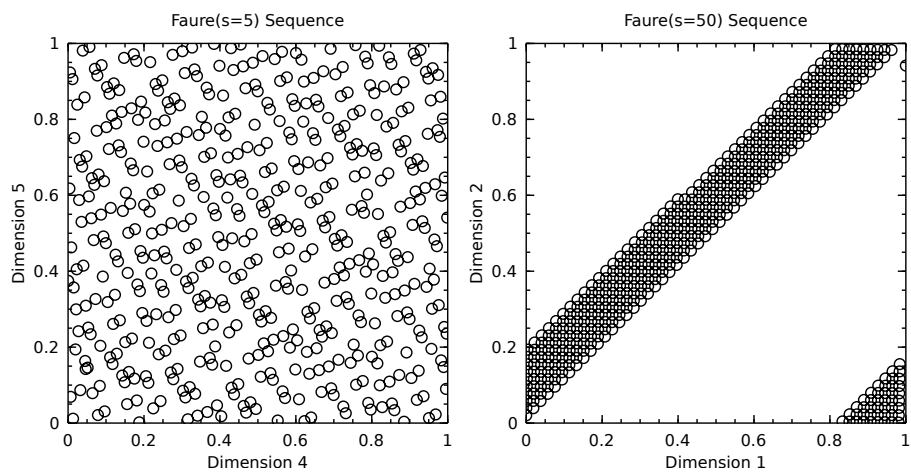 Faure(s=5) Sequence
1
0.8
0.6
0.4
0.2
0
Dimension 5
0 0.2 0.4 0.6 0.8 1
Dimension 4
Faure(s=50) Sequence
1
0.8
0.6
0.4
0.2
0
Dimension 2
0 0.2 0.4 0.6 0.8 1
Dimension 1